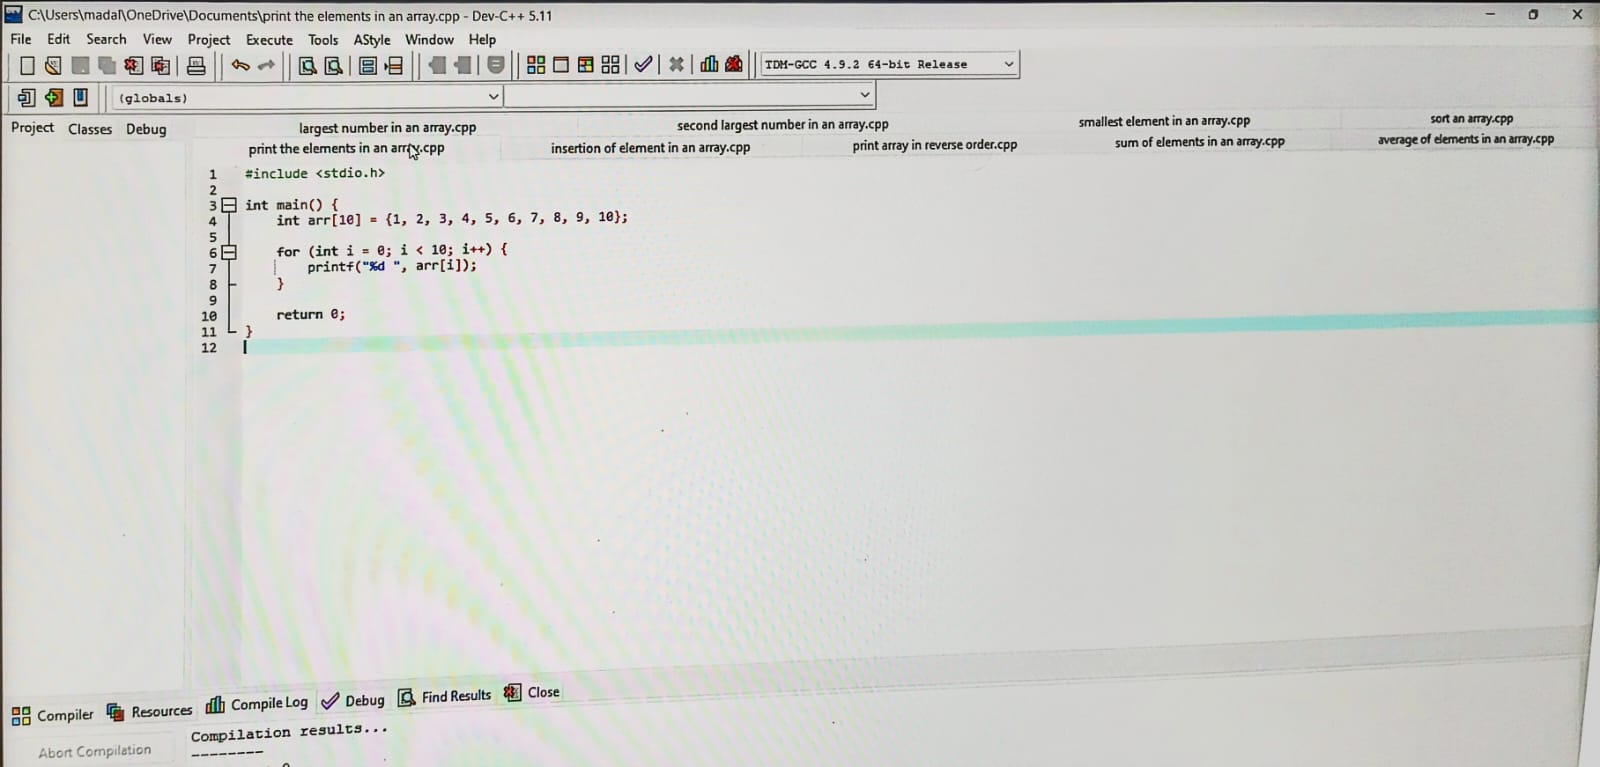 C:\Users\madal\OneDrive\Documents\print the elements in an array.cpp - Dev-C++ 5.11
File Edit Search View Project Execute Tools AStyle Window Help
TDM-GCC 4.9.2 64-bit Release
(globals)
Project Classes Debug
largest number in an array.cpp second largest number in an array.cpp smallest element in an array.cpp sort an array.cpp
print the elements in an array.cpp insertion of element in an array.cpp print array in reverse order.cpp sum of elements in an array.cpp average of elements in an array.cpp
1 #include <stdio.h>
2
3 int main() {
4 int arr[10] = {1, 2, 3, 4, 5, 6, 7, 8, 9, 10};
5
6 for (int i = 0; i < 10; i++) {
7 printf("%d ", arr[i]);
8 }
9
10 return 0;
11 }
12
Compiler Resources Compile Log Debug Find Results Close
Abort Compilation
Compilation results...
--------